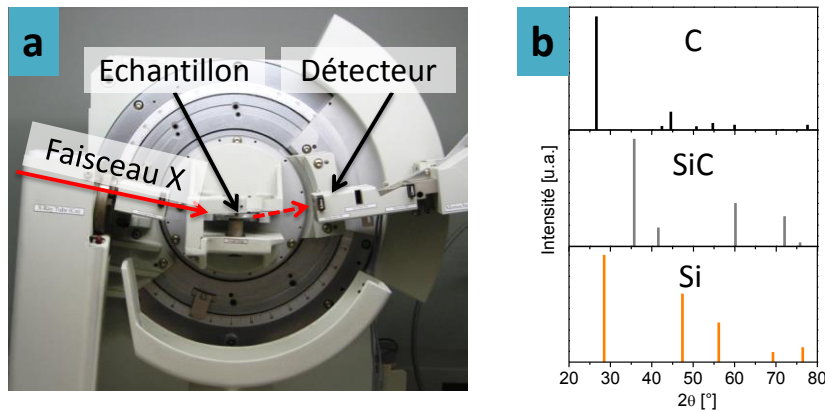 a
Echantillon
Détecteur
Faisceau X
b
C
SiC
Si
Intensité [u.a.]
20 30 40 50 60 70 80
2θ [°]